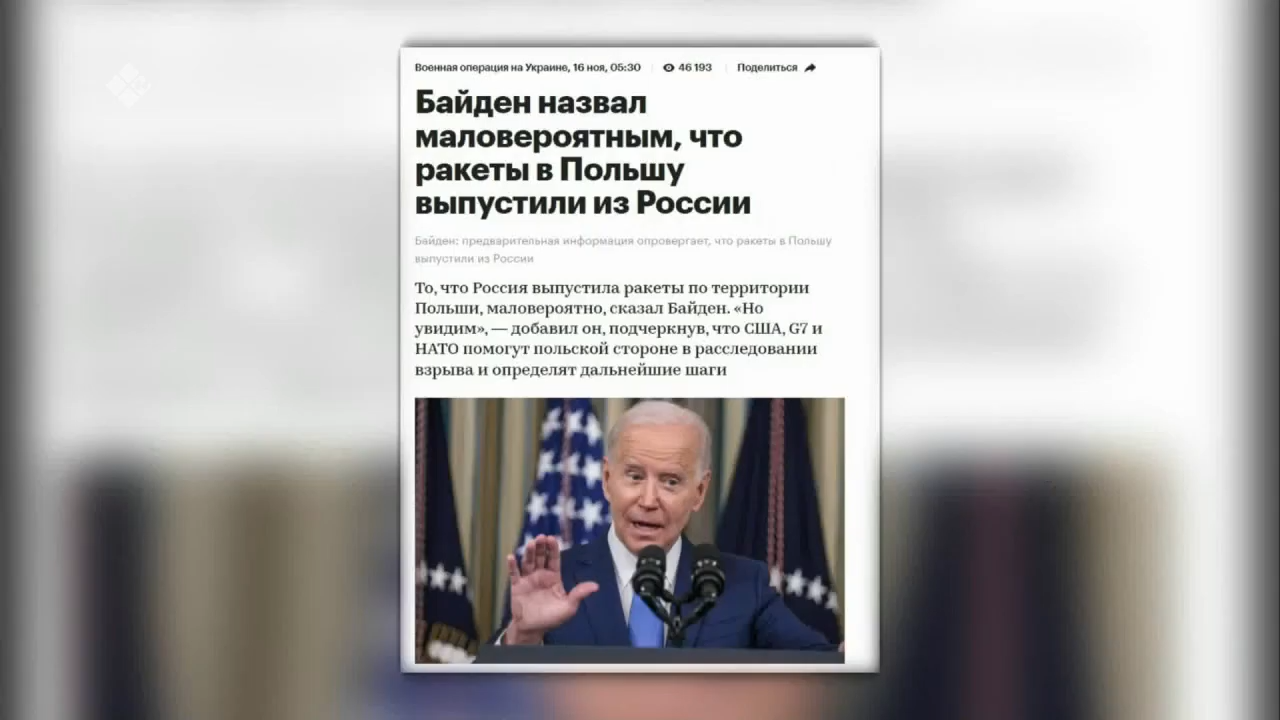 Военная операция на Украине, 16 ноя, 05:30 46 193 Поделиться
Байден назвал
маловероятным, что
ракеты в Польшу
выпустили из России
Байден: предварительная информация опровергает, что ракеты в Польшу
выпустили из России
То, что Россия выпустила ракеты по территории
Польши, маловероятно, сказал Байден. «Но
увидим», — добавил он, подчеркнув, что США, G7 и
НАТО помогут польской стороне в расследовании
взрыва и определят дальнейшие шаги